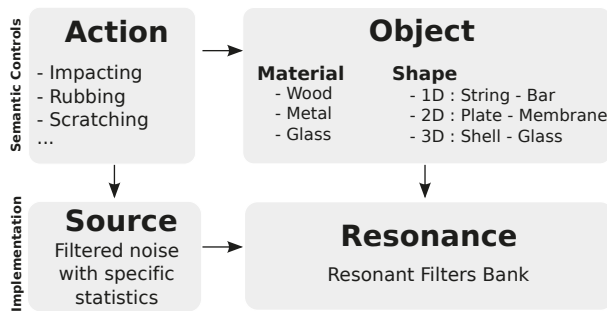 Semantic Controls
Action
- Impacting
- Rubbing
- Scratching
...
Object
Material
- Wood
- Metal
- Glass
Shape
- 1D : String - Bar
- 2D : Plate - Membrane
- 3D : Shell - Glass
Implementation
Source
Filtered noise
with specific
statistics
Resonance
Resonant Filters Bank